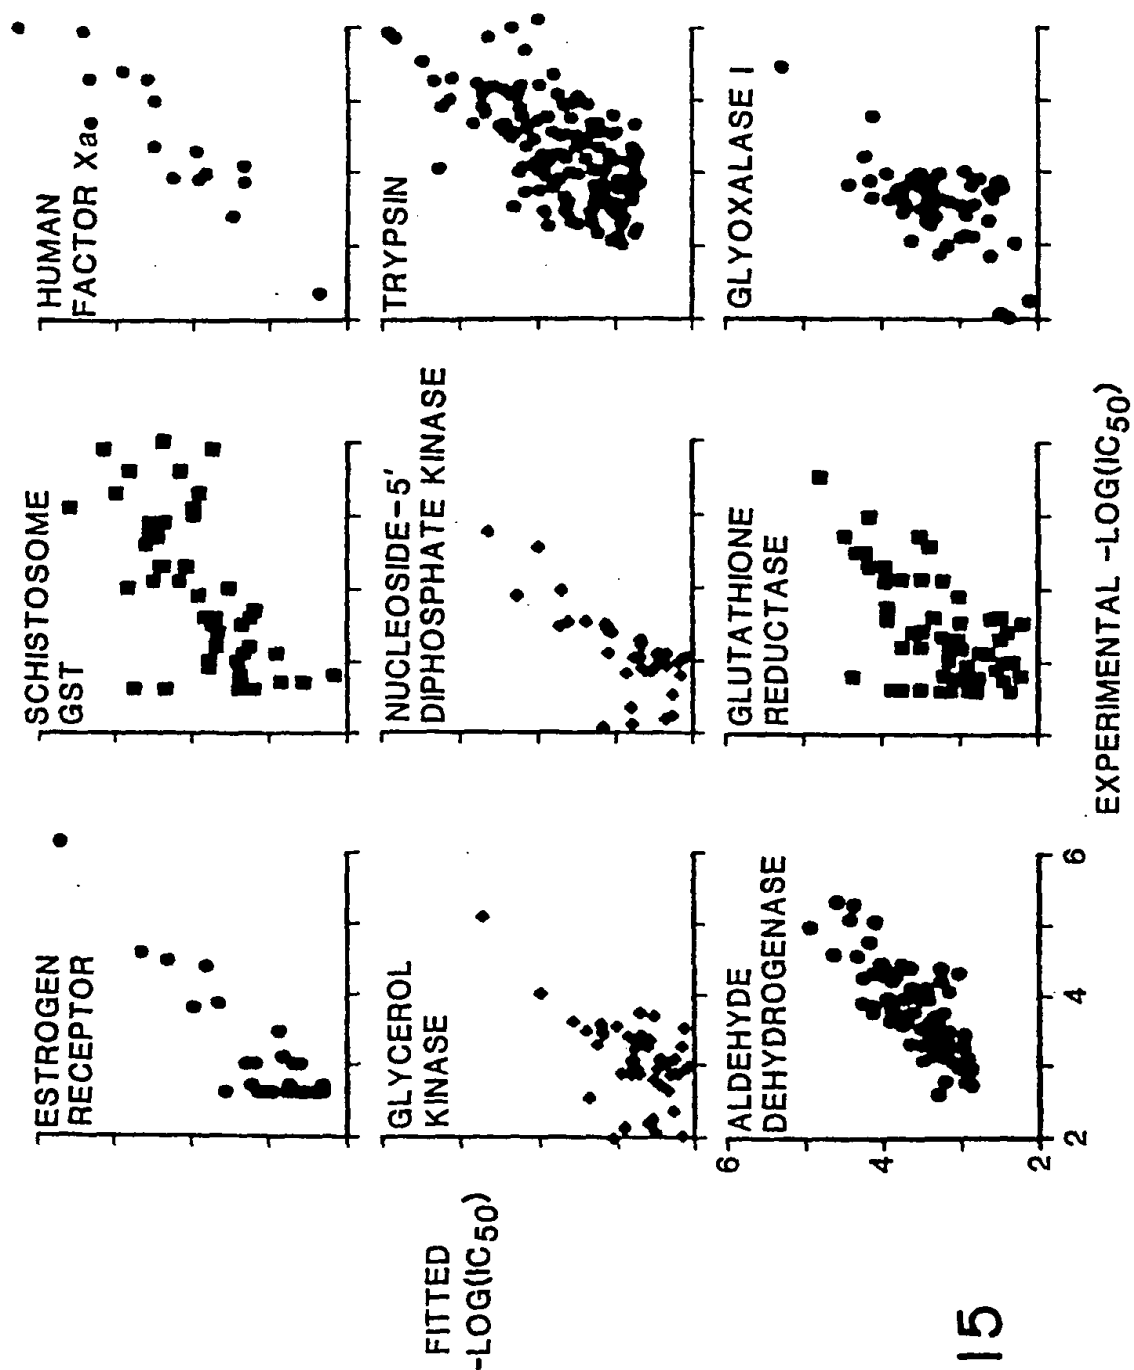 FITTED
-LOG(IC50)
ESTROGEN
RECEPTOR
SCHISTOSOME
GST
HUMAN
FACTOR Xa
GLYCEROL
KINASE
NUCLEOSIDE-5'
DIPHOSPHATE KINASE
TRYPSIN
ALDEHYDE
DEHYDROGENASE
GLUTATHIONE
REDUCTASE
GLYOXALASE I
6
4
2
2
4
6
EXPERIMENTAL -LOG(IC50)
15